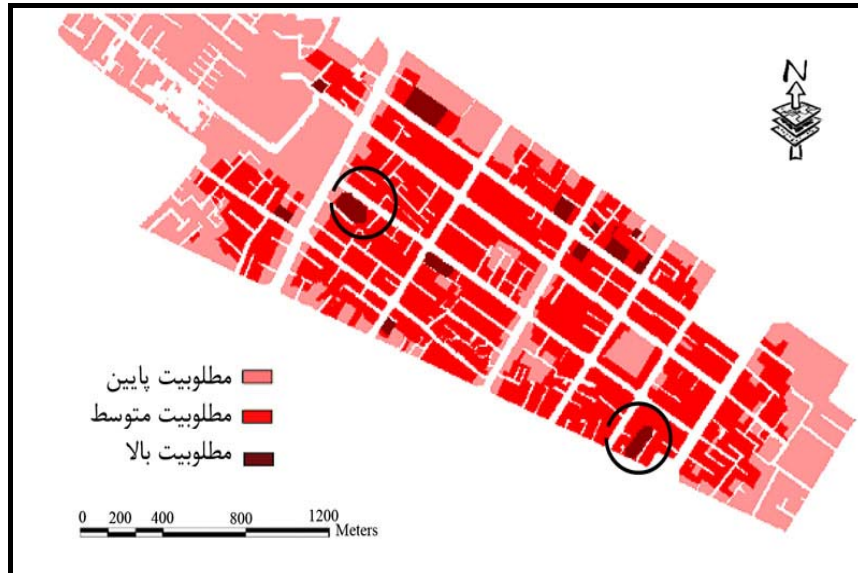 N
مطلوبیت پایین
مطلوبیت متوسط
مطلوبیت بالا
0 200 400 800 1200
Meters